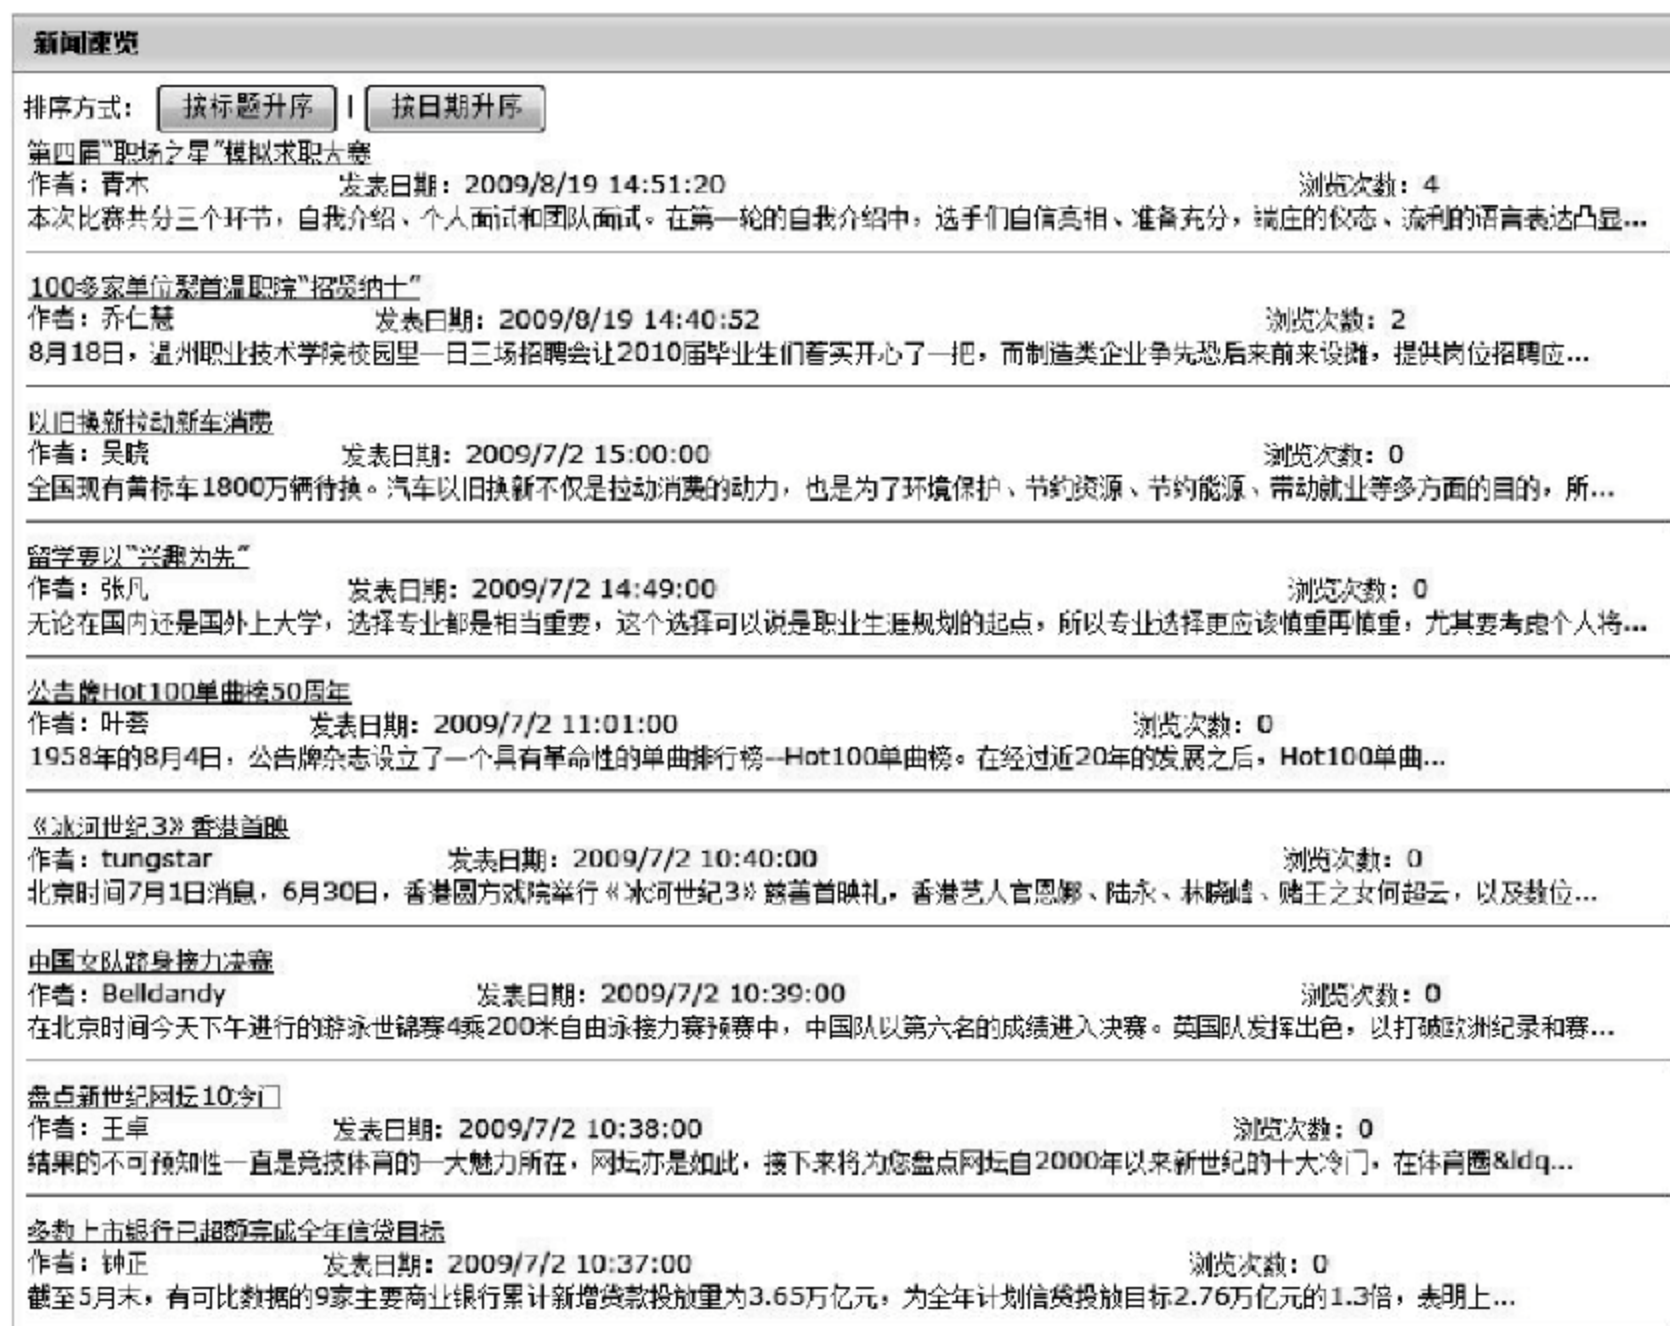 新闻速览
排序方式： 按标题升序 | 按日期升序
第四届“职场之星”模拟求职大赛
作者：青木 发表日期：2009/8/19 14:51:20 浏览次数：4
本次比赛共分三个环节，自我介绍、个人面试和团队面试。在第一轮的自我介绍中，选手们自信亮相、准备充分，端庄的仪态、流利的语言表达凸显...
100多家单位聚首温职院“招贤纳士”
作者：乔仁慧 发表日期：2009/8/19 14:40:52 浏览次数：2
8月18日，温州职业技术学院校园里一日三场招聘会让2010届毕业生们着实开心了一把，而制造类企业争先恐后来前来设摊，提供岗位招聘应...
以旧换新拉动新车消费
作者：吴晓 发表日期：2009/7/2 15:00:00 浏览次数：0
全国现有黄标车1800万辆待换。汽车以旧换新不仅是拉动消费的动力，也是为了环境保护、节约资源、节约能源、带动就业等多方面的目的，所...
留学要以“兴趣为先”
作者：张凡 发表日期：2009/7/2 14:49:00 浏览次数：0
无论在国内还是国外上大学，选择专业都是相当重要，这个选择可以说是职业生涯规划的起点，所以专业选择更应该慎重再慎重，尤其要考虑个人将...
公告牌Hot100单曲榜50周年
作者：叶荟 发表日期：2009/7/2 11:01:00 浏览次数：0
1958年的8月4日，公告牌杂志设立了一个具有革命性的单曲排行榜--Hot100单曲榜。在经过近20年的发展之后，Hot100单曲...
《冰河世纪3》香港首映
作者：tungstar 发表日期：2009/7/2 10:40:00 浏览次数：0
北京时间7月1日消息，6月30日，香港圆方戏院举行《冰河世纪3》慈善首映礼，香港艺人官恩娜、陆永、林晓峰、赌王之女何超云，以及数位...
中国女队跻身接力决赛
作者：Belldandy 发表日期：2009/7/2 10:39:00 浏览次数：0
在北京时间今天下午进行的游泳世锦赛4乘200米自由泳接力赛预赛中，中国队以第六名的成绩进入决赛。英国队发挥出色，以打破欧洲纪录和赛...
盘点新世纪网坛10冷门
作者：王卓 发表日期：2009/7/2 10:38:00 浏览次数：0
结果的不可预知性一直是竞技体育的一大魅力所在，网坛亦是如此，接下来将为您盘点网坛自2000年以来新世纪的十大冷门，在体育圈&ldq...
多数上市银行已超额完成全年信贷目标
作者：钟正 发表日期：2009/7/2 10:37:00 浏览次数：0
截至5月末，有可比数据的9家主要商业银行累计新增贷款投放量为3.65万亿元，为全年计划信贷投放目标2.76万亿元的1.3倍，表明上...